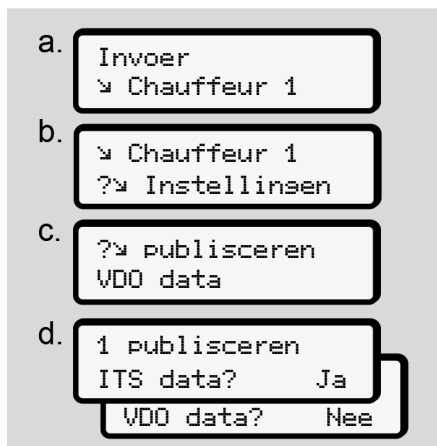 a.
Invoer
↘ Chauffeur 1
b.
↘ Chauffeur 1
?↘ Instellingen
c.
?↘ publisceren
VDO data
d.
1 publisceren
ITS data? Ja
VDO data? Nee